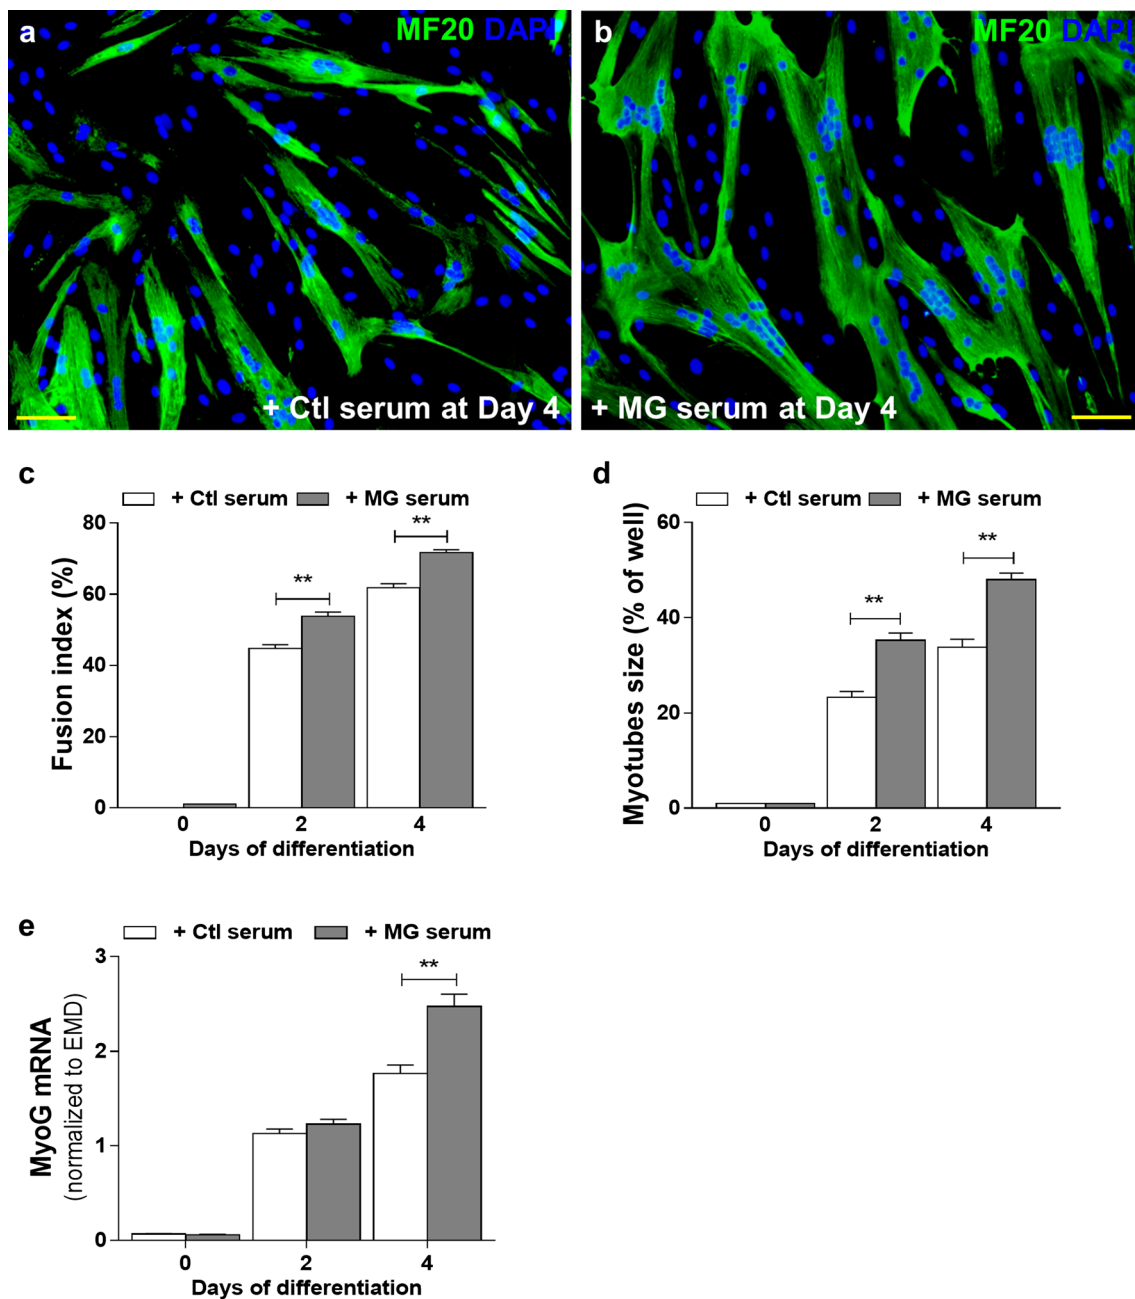 a
MF20 DAPI
+ Ctl serum at Day 4
b
MF20 DAPI
+ MG serum at Day 4
c
+ Ctl serum + MG serum
Fusion index (%)
80
60
40
20
0
**
**
0 2 4
Days of differentiation
d
+ Ctl serum + MG serum
Myotubes size (% of well)
60
40
20
0
**
**
0 2 4
Days of differentiation
e
+ Ctl serum + MG serum
MyoG mRNA
(normalized to EMD)
3
2
1
0
**
0 2 4
Days of differentiation